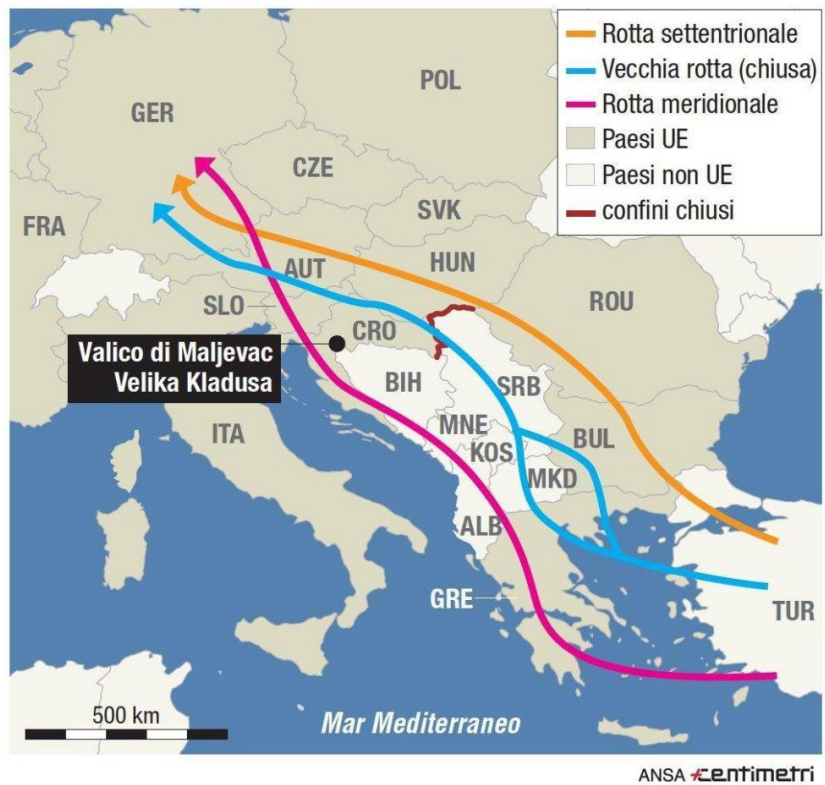 Rotta settentrionale
Vecchia rotta (chiusa)
Rotta meridionale
Paesi UE
Paesi non UE
confini chiusi
POL
GER
CZE
SVK
FRA
HUN
AUT
ROU
SLO
CRO
Valico di Maljevac
Velika Kladusa
BIH
SRB
ITA
MNE
BUL
KOS
MKD
ALB
GRE
TUR
500 km
Mar Mediterraneo
ANSA centimetri